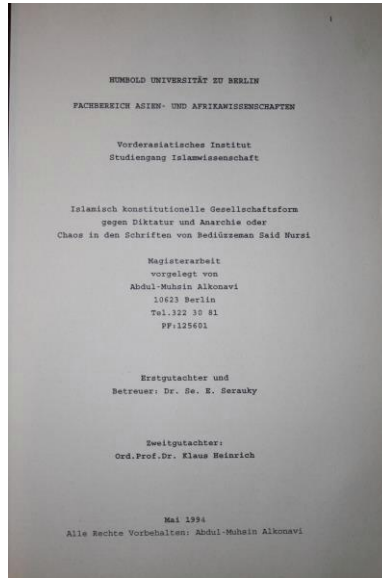 1
HUMBOLD UNIVERSITÄT ZU BERLIN
FACHBEREICH ASIEN- UND AFRIKAWISSENSCHAFTEN
Vorderasiatisches Institut
Studiengang Islamwissenschaft
Islamisch konstitutionelle Gesellschaftsform
gegen Diktatur und Anarchie oder
Chaos in den Schriften von Bediüzzeman Said Nursi
Magisterarbeit
vorgelegt von
Abdul-Muhsin Alkonavi
10623 Berlin
Tel.322 30 81
PF:125601
Erstgutachter und
Betreuer: Dr. Se. E. Serauky
Zweitgutachter:
Ord.Prof.Dr. Klaus Heinrich
Mai 1994
Alle Rechte Vorbehalten: Abdul-Muhsin Alkonavi